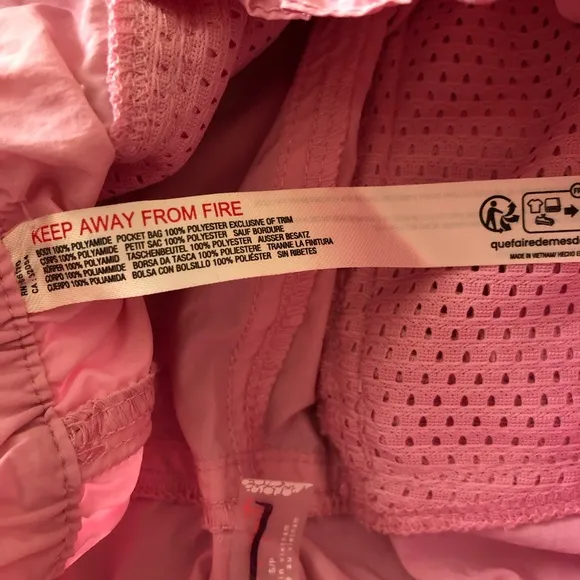 KEEP AWAY FROM FIRE
BODY 100% POLYAMIDE POCKET BAG 100% POLYESTER EXCLUSIVE OF TRIM
CORPS 100% POLYAMID PETIT SAC 100% POLYESTER SAUF BORDURE
KÖRPER 100% POLYAMID TASCHENBEUTEL 100% POLYESTER AUSSER BESATZ
CORPO 100% POLIAMMIDE BORSA DA TASCA 100% POLIESTERE TRANNE LA FINITURA
CUERPO 100% POLIAMIDA BOLSA CON BOLSILLO 100% POLIÉSTER SIN RIBETES
quefairedemesd
MADE IN VIETNAM/ HECHO E
S/P